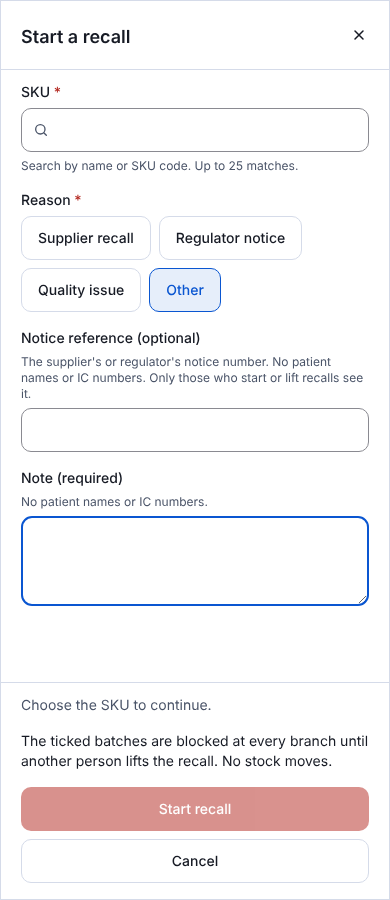 Start a recall
SKU *
Search by name or SKU code. Up to 25 matches.
Reason *
Supplier recall
Regulator notice
Quality issue
Other
Notice reference (optional)
The supplier's or regulator's notice number. No patient
names or IC numbers. Only those who start or lift recalls see
it.
Note (required)
No patient names or IC numbers.
Choose the SKU to continue.
The ticked batches are blocked at every branch until
another person lifts the recall. No stock moves.
Start recall
Cancel